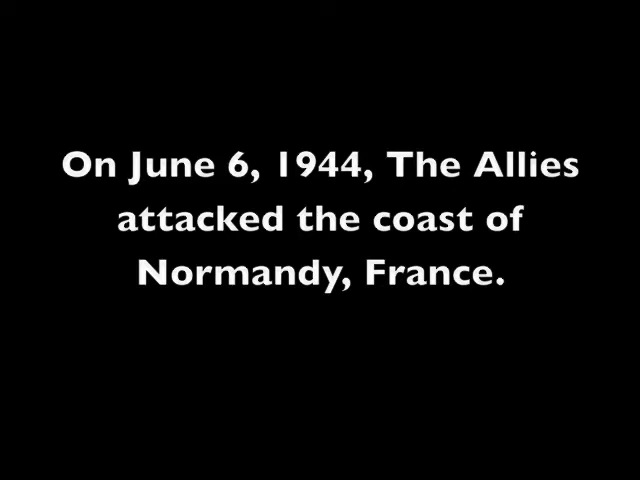 On June 6, 1944, The Allies
attacked the coast of
Normandy, France.